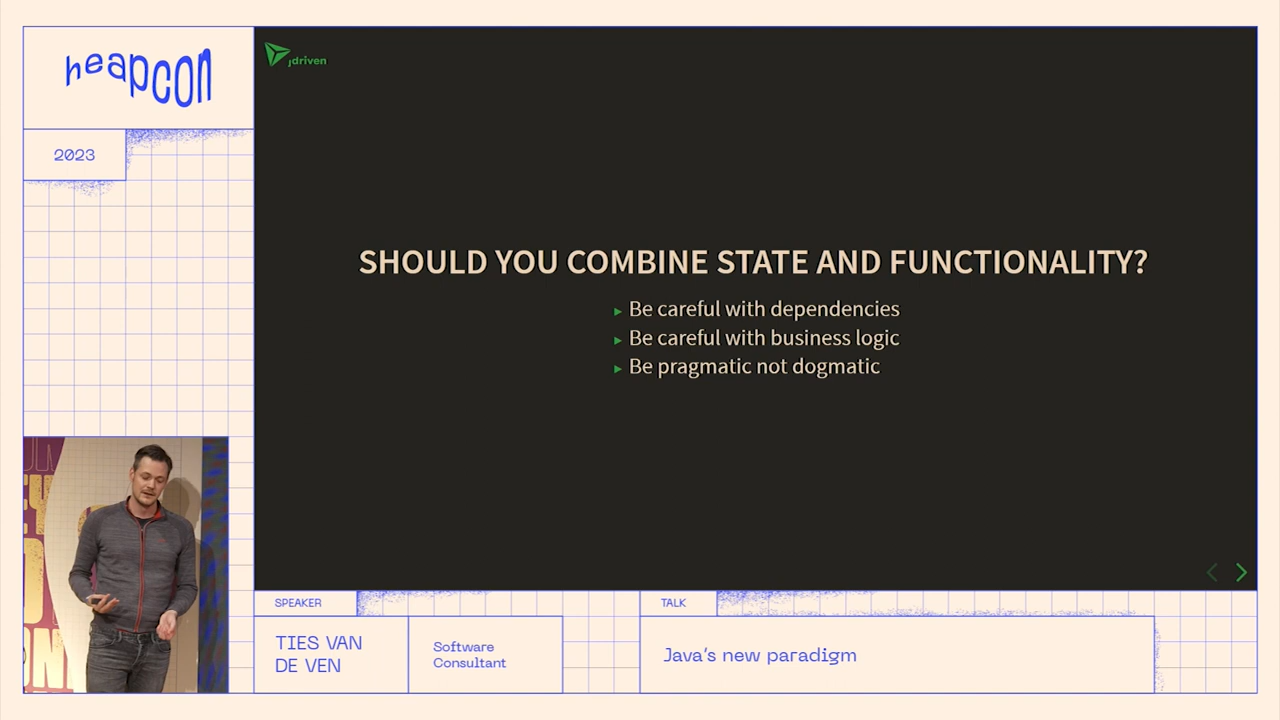 heapcon
2023
jdriven
SHOULD YOU COMBINE STATE AND FUNCTIONALITY?
Be careful with dependencies
Be careful with business logic
Be pragmatic not dogmatic
SPEAKER
TIES VAN
DE VEN
Software
Consultant
TALK
Java's new paradigm